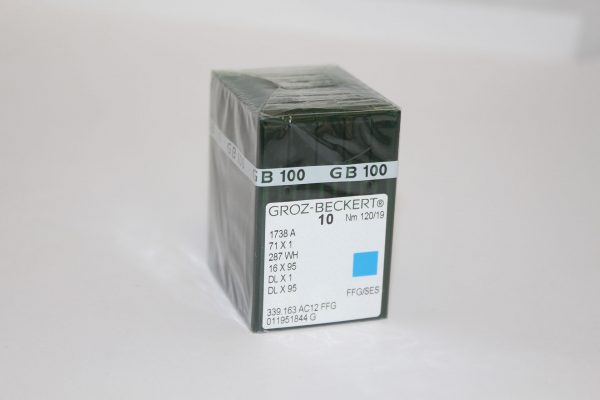 GB 100 GB 100
GROZ-BECKERT®
10 Nm 120/19
1738 A
71 X 1
287 WH
16 X 95
DL X 1
DL X 95
FFG/SES
339.163 AC12 FFG
011951844 G